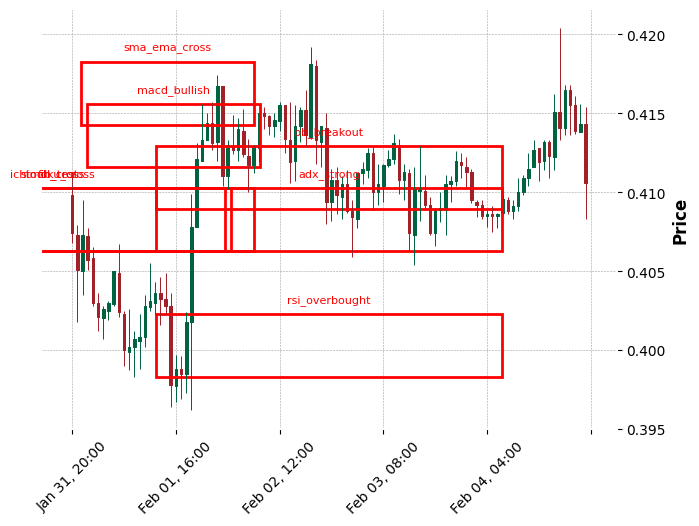 sma_ema_cross
macd_bullish
breakout
adx_strong
rsi_overbought
0.420
0.415
0.410
0.405
0.400
0.395
Price
Jan 31, 20:00
Feb 01, 16:00
Feb 02, 12:00
Feb 03, 08:00
Feb 04, 04:00